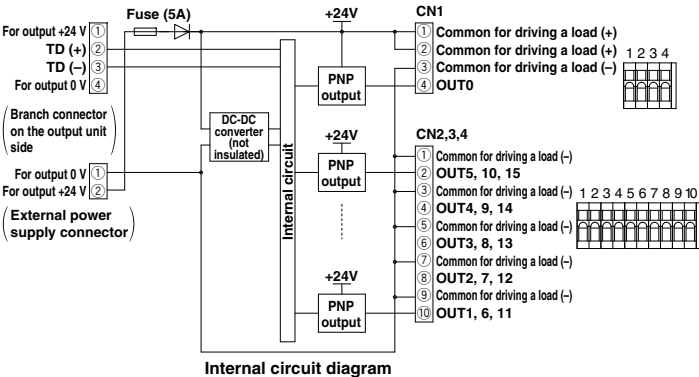 Fuse (5A)
+24V
CN1
For output +24 V ①
TD (+) ②
TD (–) ③
For output 0 V ④
(Branch connector
on the output unit
side)
For output 0 V ①
For output +24 V ②
(External power
supply connector)
DC-DC
converter
(not
insulated)
Internal circuit
PNP
output
+24V
PNP
output
+24V
PNP
output
① Common for driving a load (+)
② Common for driving a load (+)
③ Common for driving a load (–)
④ OUT0
1 2 3 4
CN2,3,4
① Common for driving a load (–)
② OUT5, 10, 15
③ Common for driving a load (–)
④ OUT4, 9, 14
⑤ Common for driving a load (–)
⑥ OUT3, 8, 13
⑦ Common for driving a load (–)
⑧ OUT2, 7, 12
⑨ Common for driving a load (–)
⑩ OUT1, 6, 11
1 2 3 4 5 6 7 8 9 10
Internal circuit diagram